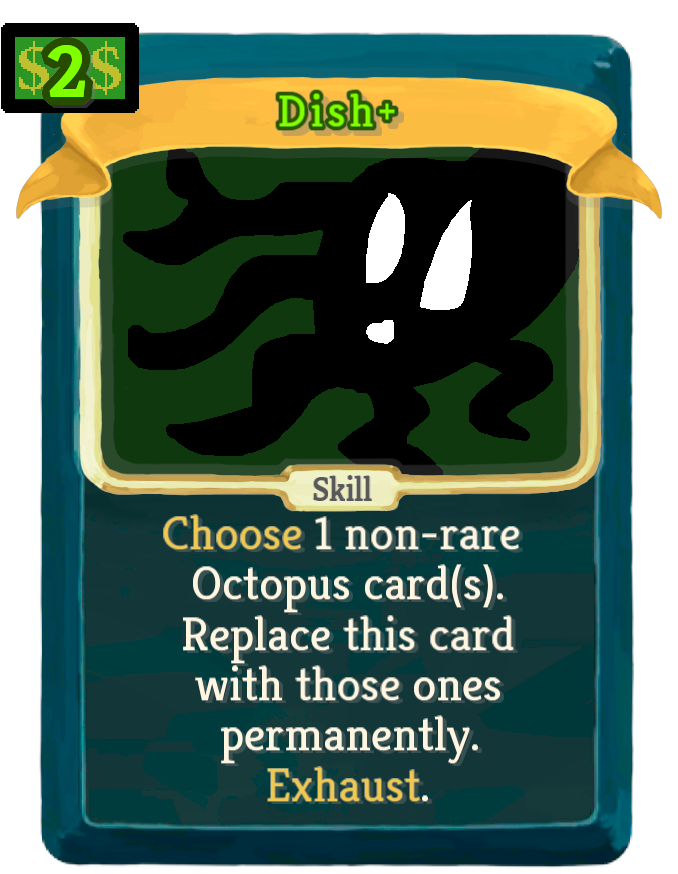 $2$
Dish+
Skill
Choose 1 non-rare
Octopus card(s).
Replace this card
with those ones
permanently.
Exhaust.